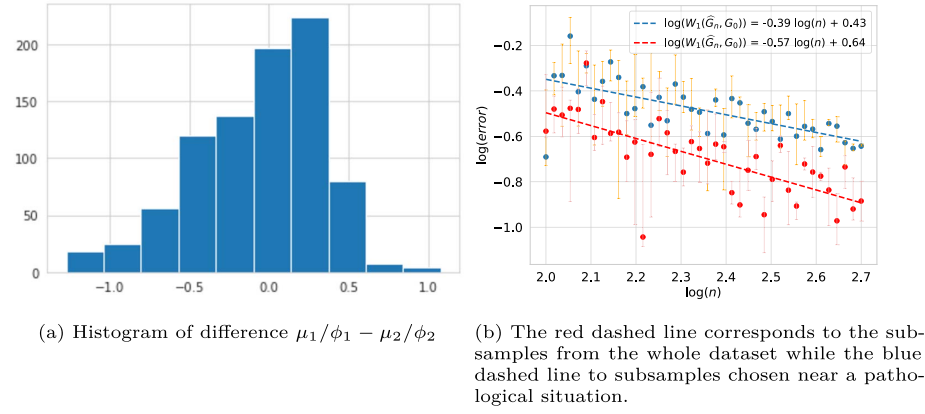 200
150
100
50
0
−1.0
−0.5
0.0
0.5
1.0
(a) Histogram of difference μ₁/ϕ₁ − μ₂/ϕ₂
log(W₁(Ĝₙ, G₀)) = -0.39 log(n) + 0.43
log(W₁(Ĝₙ, G₀)) = -0.57 log(n) + 0.64
−0.2
−0.4
−0.6
−0.8
−1.0
log(error)
2.0
2.1
2.2
2.3
2.4
2.5
2.6
2.7
log(n)
(b) The red dashed line corresponds to the sub-
samples from the whole dataset while the blue
dashed line to subsamples chosen near a patho-
logical situation.